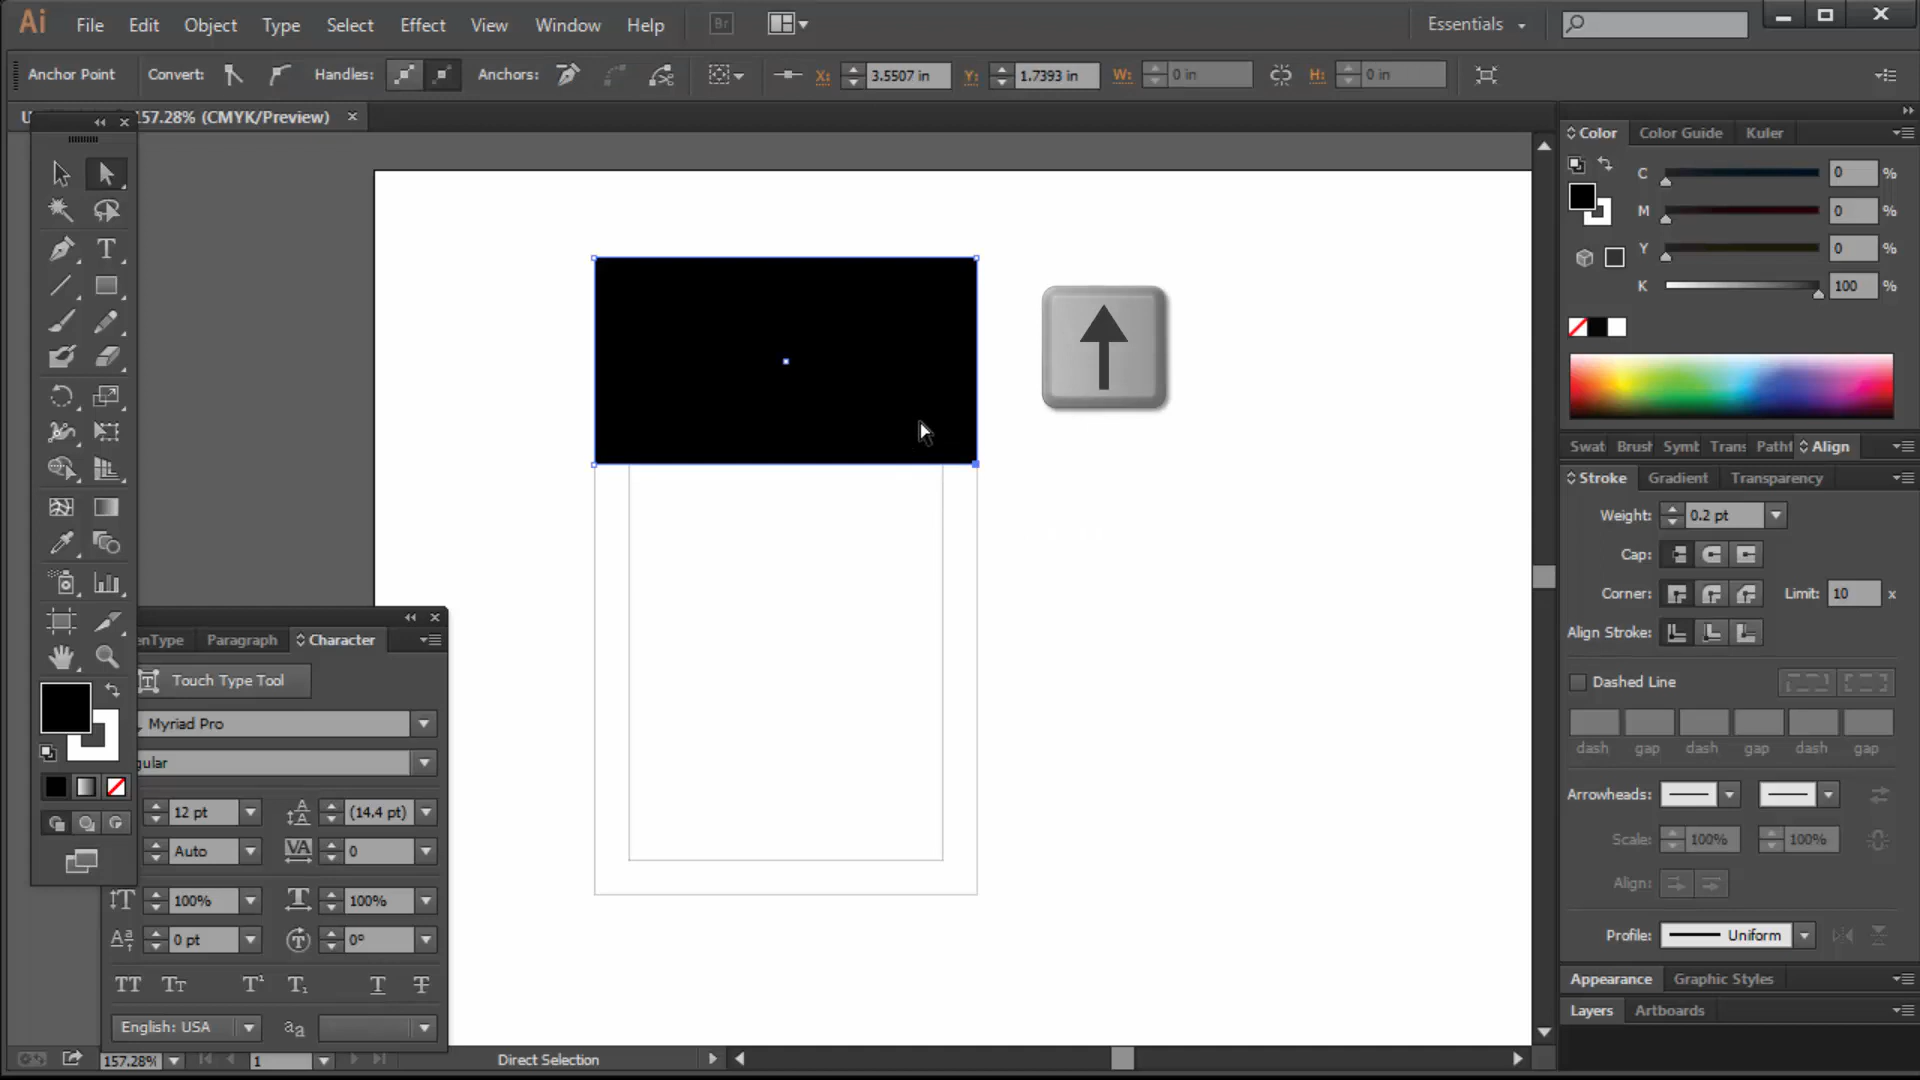 Ai File Edit Object Type Select Effect View Window Help Br Essentials
Anchor Point Convert: Handles: Anchors: X: 3.5507 in Y: 1.7393 in W: 0 in H: 0 in
157.28% (CMYK/Preview)
Color Color Guide Kuler
C 0 %
M 0 %
Y 0 %
K 100 %
Swat Brush Symb Trans Pathf Align
Stroke Gradient Transparency
Weight: 0.2 pt
Cap:
Corner: Limit: 10 x
Align Stroke:
Dashed Line
dash gap dash gap dash gap
Arrowheads:
Scale: 100% 100%
Align:
Profile: Uniform
Appearance Graphic Styles
Layers Artboards
enType Paragraph Character
Touch Type Tool
Myriad Pro
gular
12 pt (14.4 pt)
Auto VA 0
100% 100%
0 pt 0°
English: USA
157.28% 1 Direct Selection